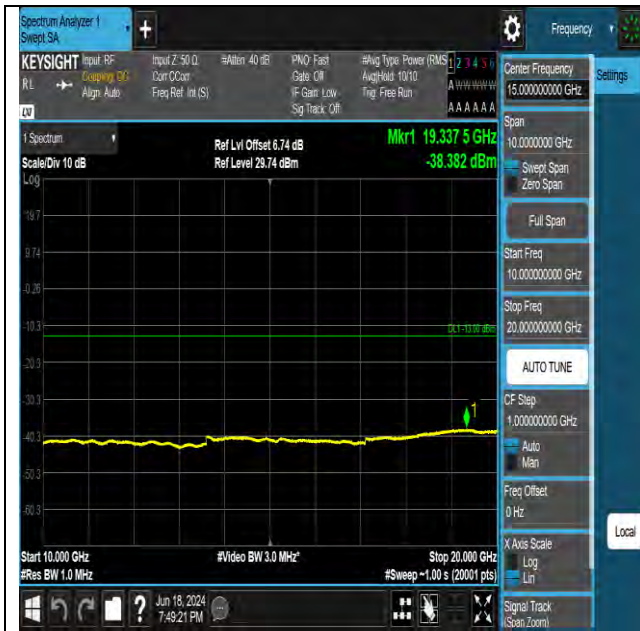 Spectrum Analyzer 1
Swept SA
+
Frequency
KEYSIGHT
RL
Input: RF
Coupling: DC
Align: Auto
Input Z: 50 Ω
Corr CCorr
Freq Ref: Int (S)
#Atten: 40 dB
PNO: Fast
Gate: Off
IF Gain: Low
Sig Track: Off
#Avg Type: Power (RMS
Avg|Hold: 10/10
Trig: Free Run
1 2 3 4 5 6
A W W W W W
A A A A A A
Settings
1 Spectrum
Scale/Div 10 dB
Log
Ref Lvl Offset 6.74 dB
Ref Level 29.74 dBm
Mkr1 19.337 5 GHz
-38.382 dBm
19.7
9.74
-0.26
-10.3
DL1 -13.00 dBm
-20.3
-30.3
-40.3
-50.3
-60.3
1
Start 10.000 GHz
#Res BW 1.0 MHz
#Video BW 3.0 MHz*
Stop 20.000 GHz
#Sweep ~1.00 s (20001 pts)
Center Frequency
15.00000000 GHz
Span
10.0000000 GHz
Swept Span
Zero Span
Full Span
Start Freq
10.000000000 GHz
Stop Freq
20.000000000 GHz
AUTO TUNE
CF Step
1.000000000 GHz
Auto
Man
Freq Offset
0 Hz
X Axis Scale
Log
Lin
Signal Track
(Span Zoom)
Local
?
Jun 18, 2024
7:49:21 PM